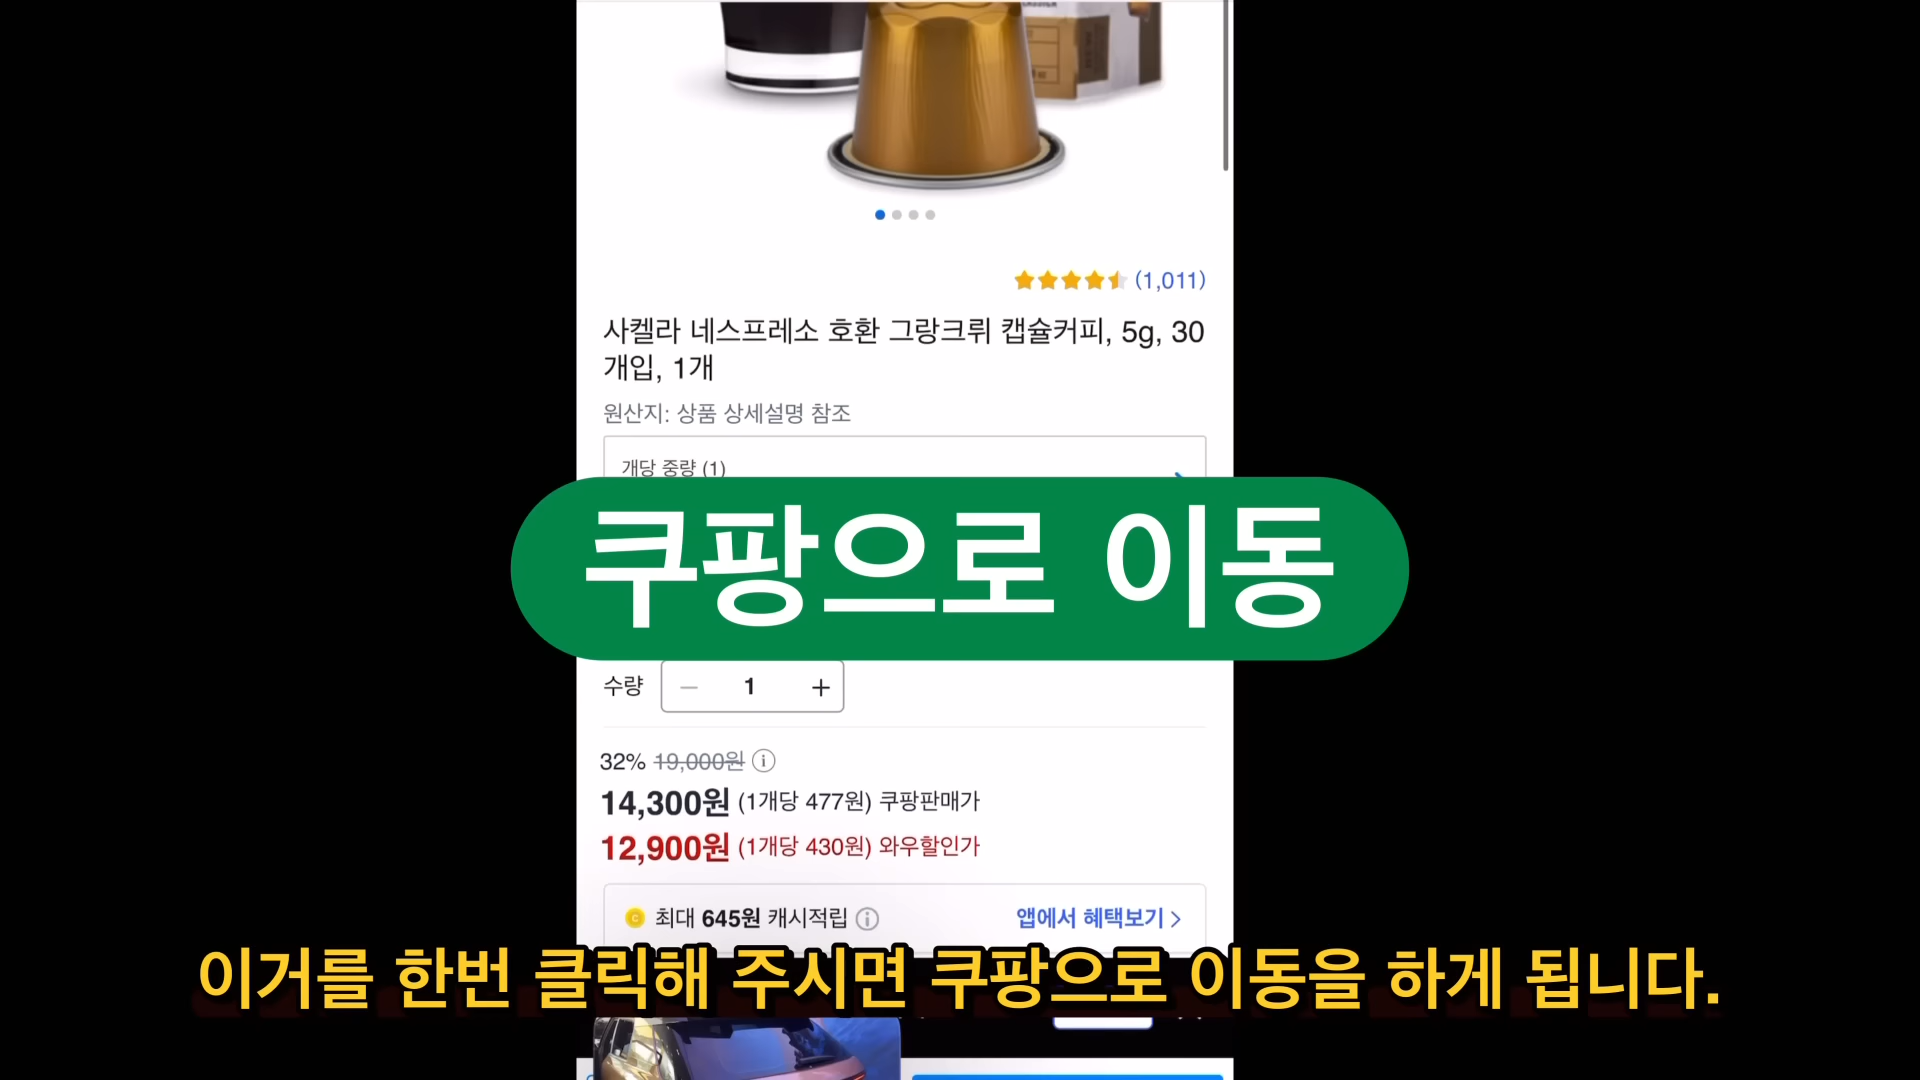 (1,011)
사켈라 네스프레소 호환 그랑크뤼 캡슐커피, 5g, 30
개입, 1개
원산지: 상품 상세설명 참조
개당 중량 (1)
쿠팡으로 이동
수량 1
32% 19,000원
14,300원 (1개당 477원) 쿠팡판매가
12,900원 (1개당 430원) 와우할인가
최대 645원 캐시적립 앱에서 혜택보기
이거를 한번 클릭해 주시면 쿠팡으로 이동을 하게 됩니다.